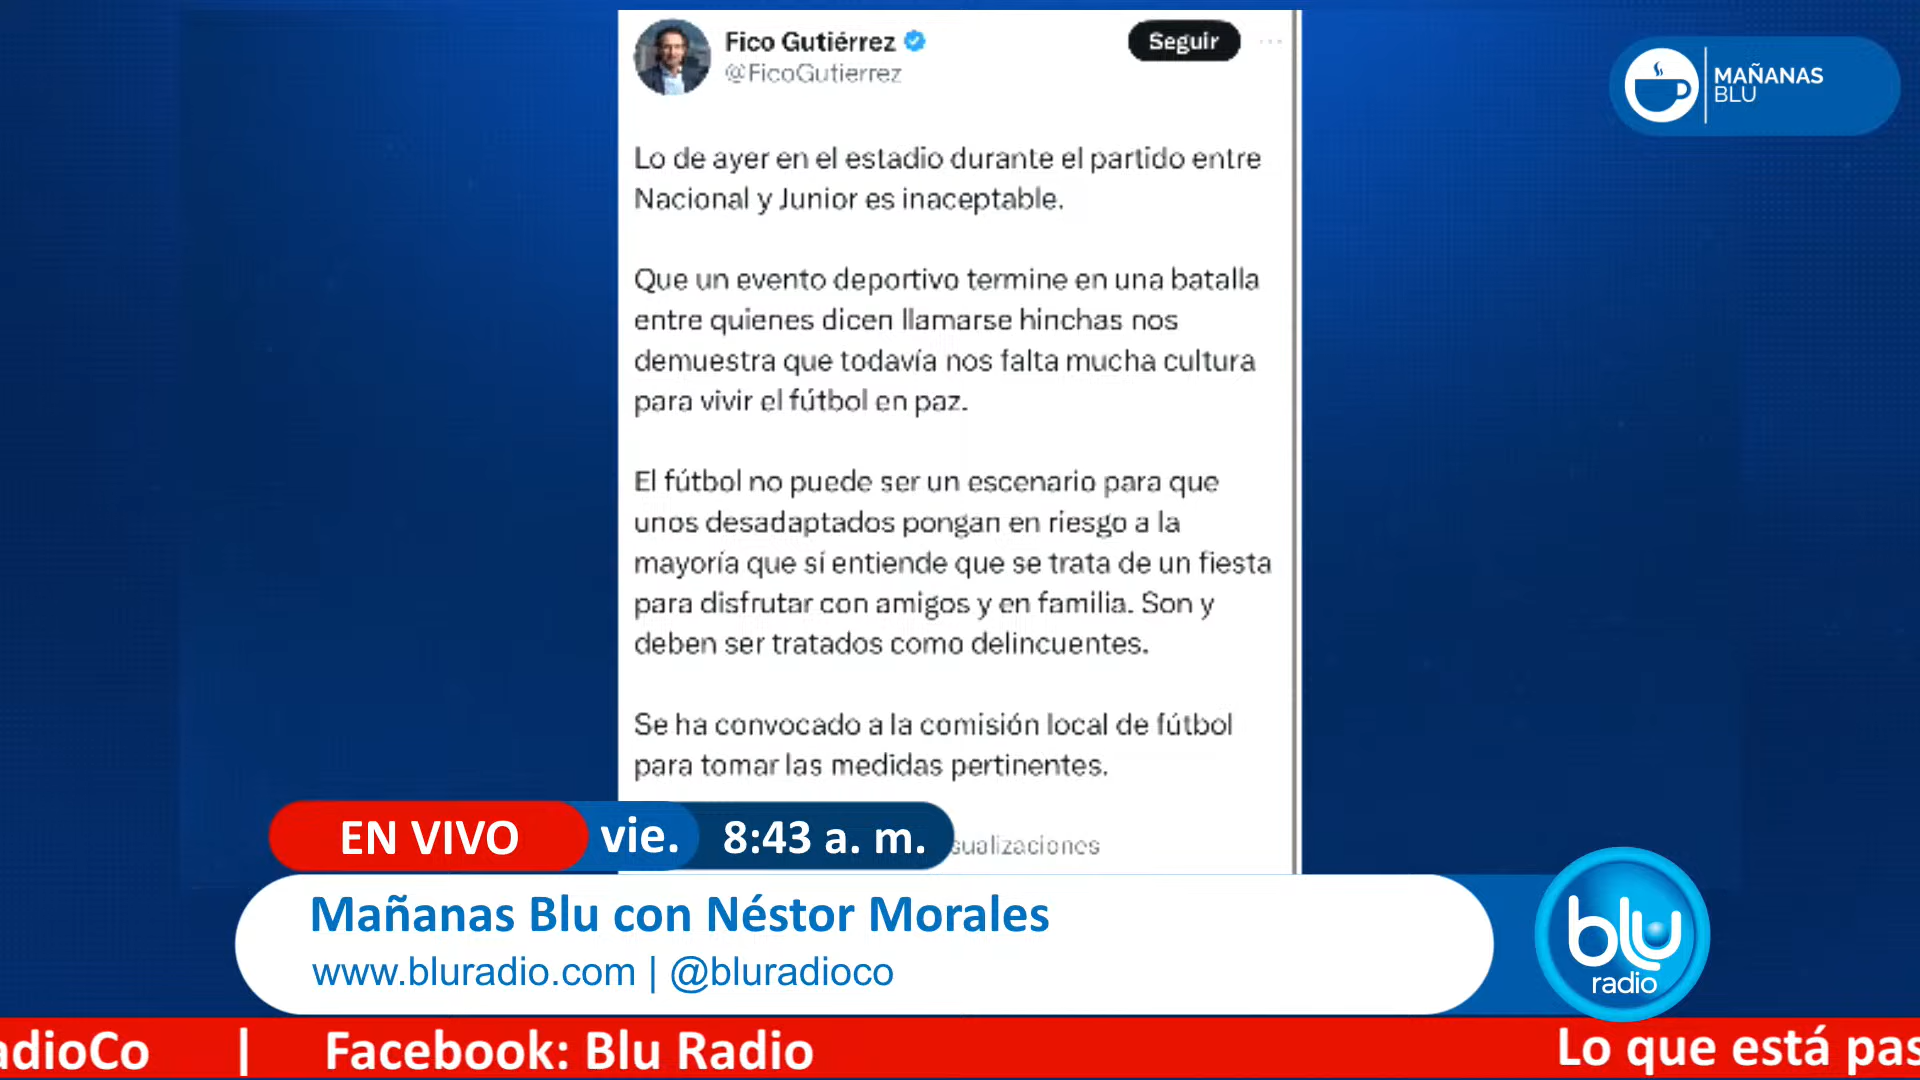 Fico Gutiérrez
@FicoGutierrez
Seguir
MAÑANAS
BLU
Lo de ayer en el estadio durante el partido entre
Nacional y Junior es inaceptable.
Que un evento deportivo termine en una batalla
entre quienes dicen llamarse hinchas nos
demuestra que todavía nos falta mucha cultura
para vivir el fútbol en paz.
El fútbol no puede ser un escenario para que
unos desadaptados pongan en riesgo a la
mayoría que sí entiende que se trata de un fiesta
para disfrutar con amigos y en familia. Son y
deben ser tratados como delincuentes.
Se ha convocado a la comisión local de fútbol
para tomar las medidas pertinentes.
EN VIVO vie. 8:43 a. m. sualizaciones
Mañanas Blu con Néstor Morales
www.bluradio.com | @bluradioco
blu
radio
adioCo | Facebook: Blu Radio Lo que está pas